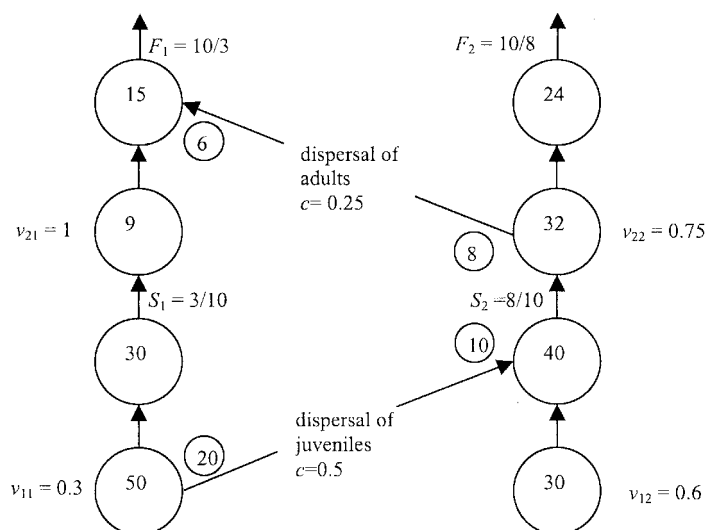 F₁ = 10/3
F₂ = 10/8
15
24
6
dispersal of
adults
c= 0.25
v₂₁ = 1
9
32
v₂₂ = 0.75
8
S₁ = 3/10
S₂ =8/10
10
30
40
dispersal of
juveniles
c=0.5
20
v₁₁ = 0.3
50
30
v₁₂ = 0.6